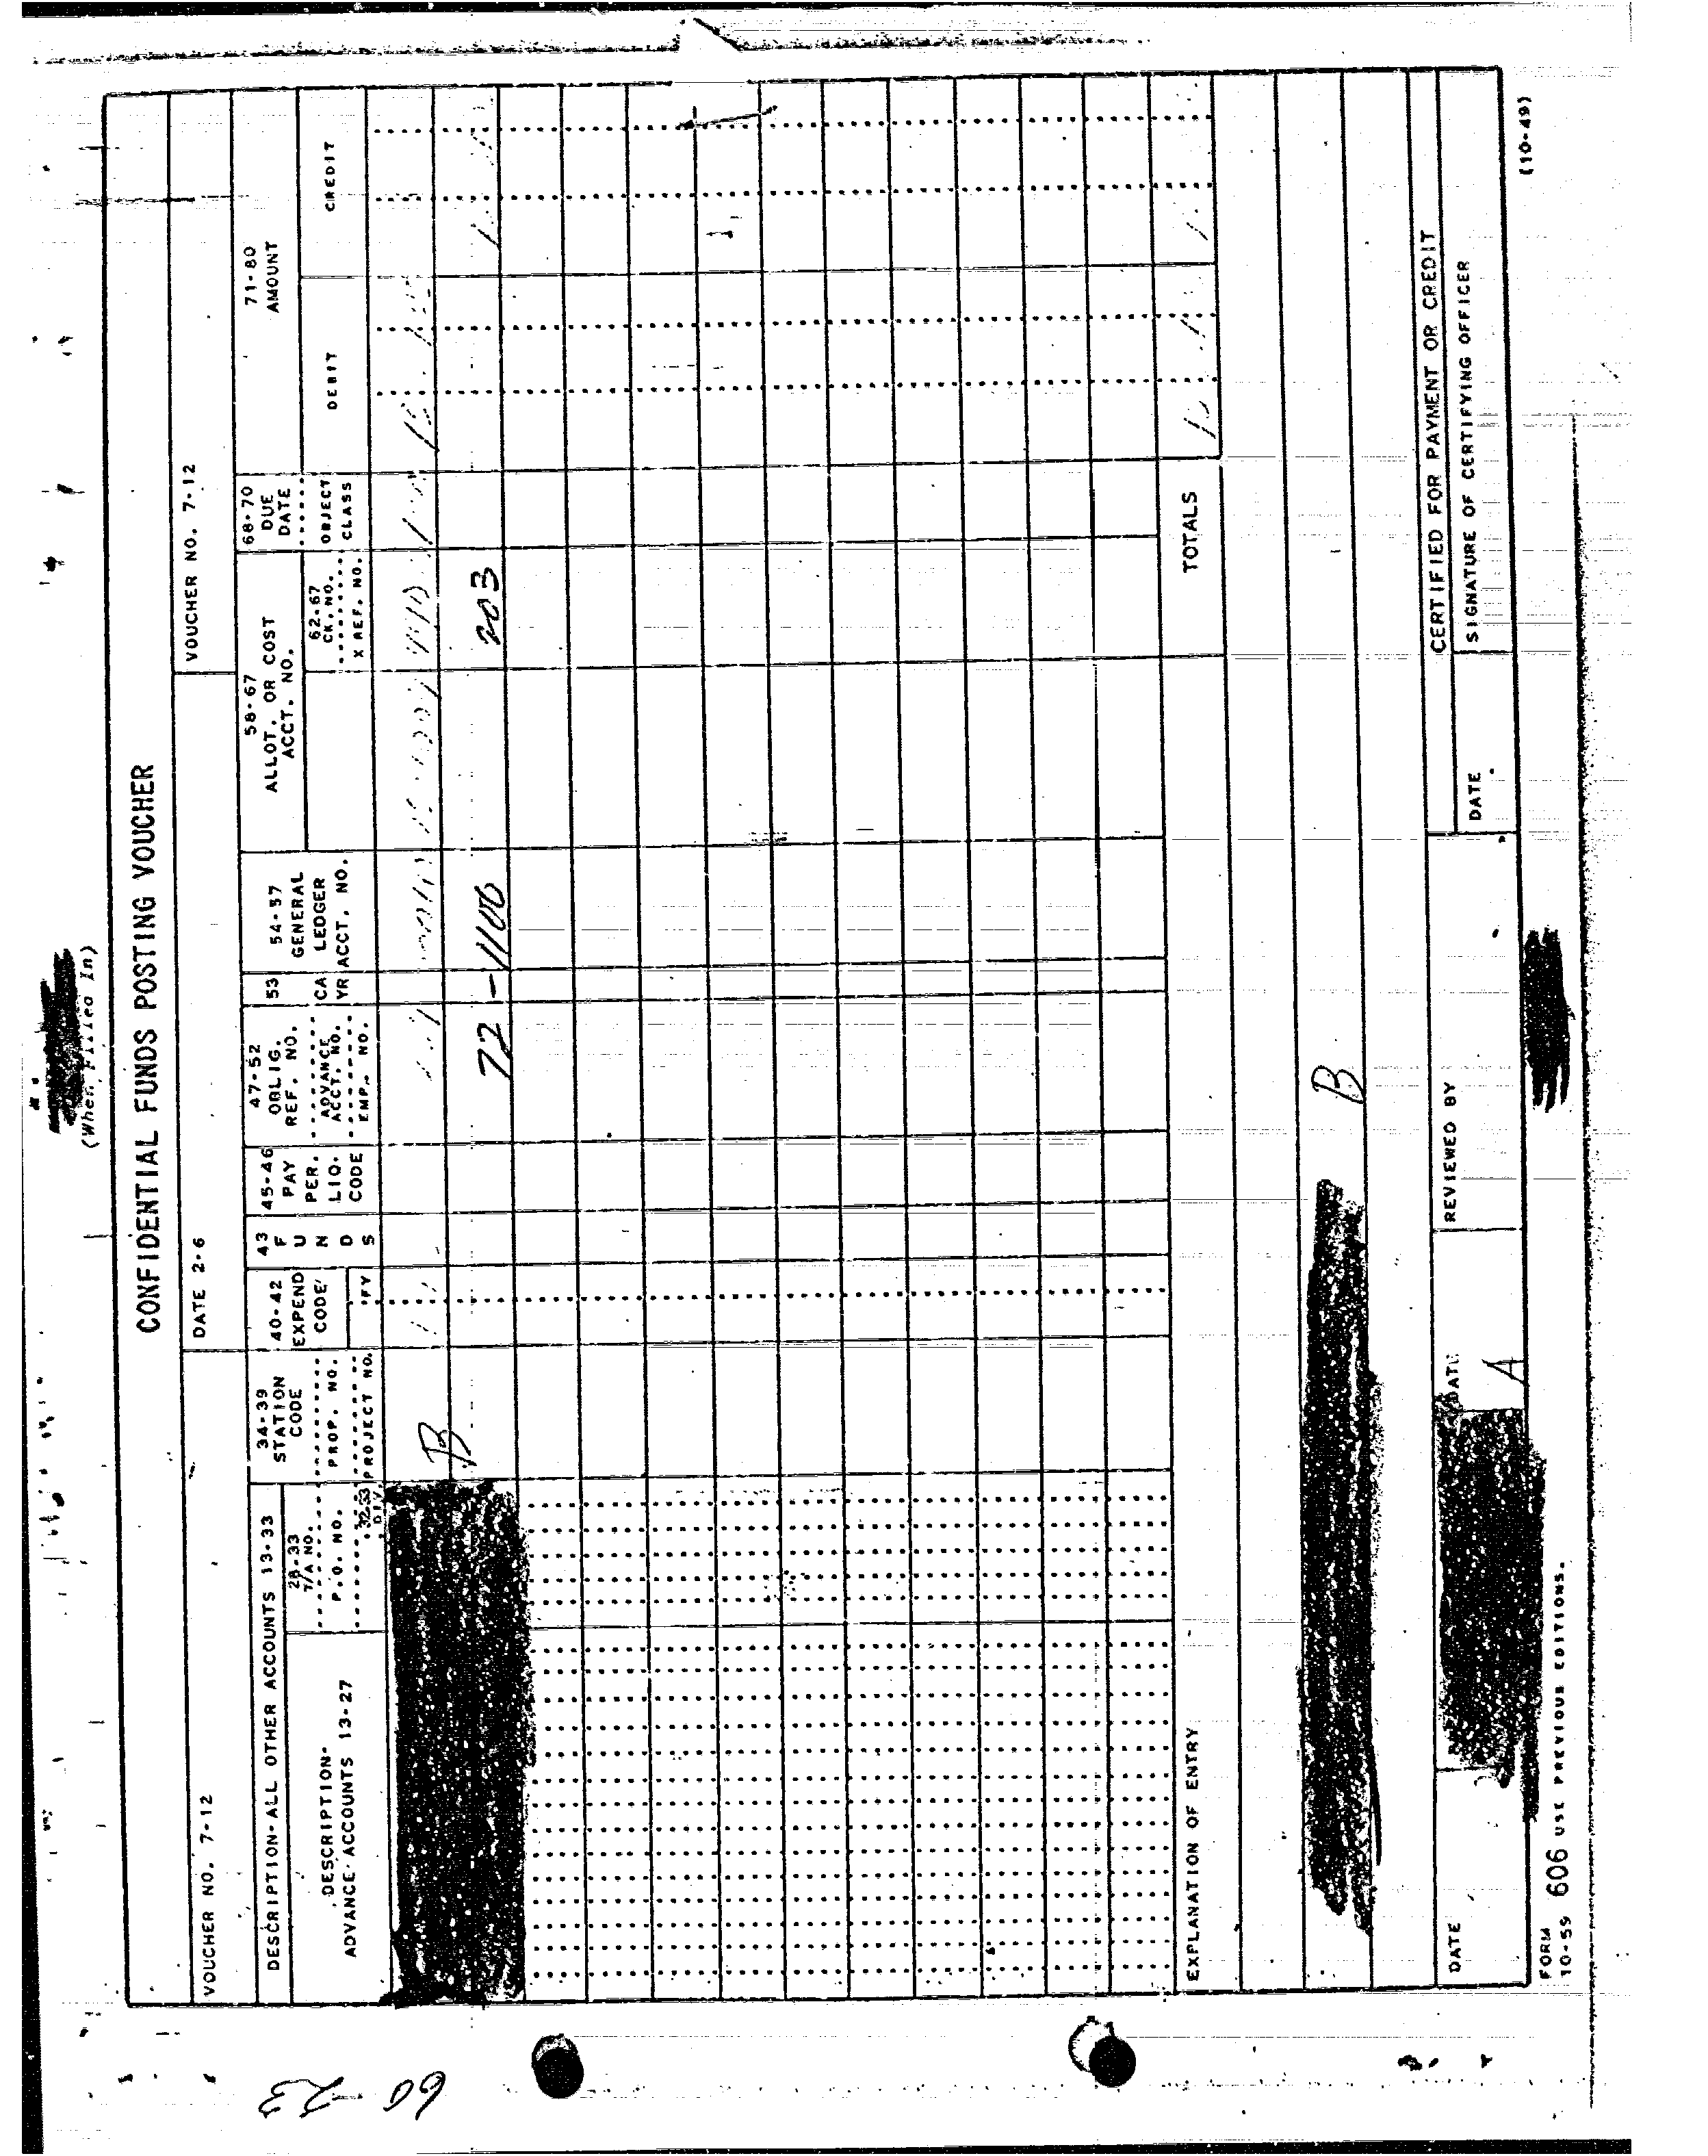 (When Filled In)
CONFIDENTIAL FUNDS POSTING VOUCHER
VOUCHER NO. 7-12
DATE 2-6
VOUCHER NO. 7-12
DESCRIPTION-ALL OTHER ACCOUNTS 13-33
DESCRIPTION-
ADVANCE ACCOUNTS 13-27
28-33
T/A NO.
P.O. NO.
32-33
DIV
34-39
STATION
CODE
PROP. NO.
PROJECT NO.
40-42
EXPEND
CODE
FY
43
F
U
N
D
S
45-46
PAY
PER.
LIQ.
CODE
47-52
OBLIG.
REF. NO.
ADVANCE
ACCT. NO.
EMP. NO.
53
CA
YR
54-57
GENERAL
LEDGER
ACCT. NO.
58-67
ALLOT. OR COST
ACCT. NO.
62-67
CK. NO.
X REF. NO.
68-70
DUE
DATE
OBJECT
CLASS
71-80
AMOUNT
DEBIT
CREDIT
B
72-1100 203
TOTALS
EXPLANATION OF ENTRY
B
CERTIFIED FOR PAYMENT OR CREDIT
DATE
DATE
REVIEWED BY
DATE
SIGNATURE OF CERTIFYING OFFICER
A
FORM
10-59 606 USE PREVIOUS EDITIONS.
(10-49)
60-23